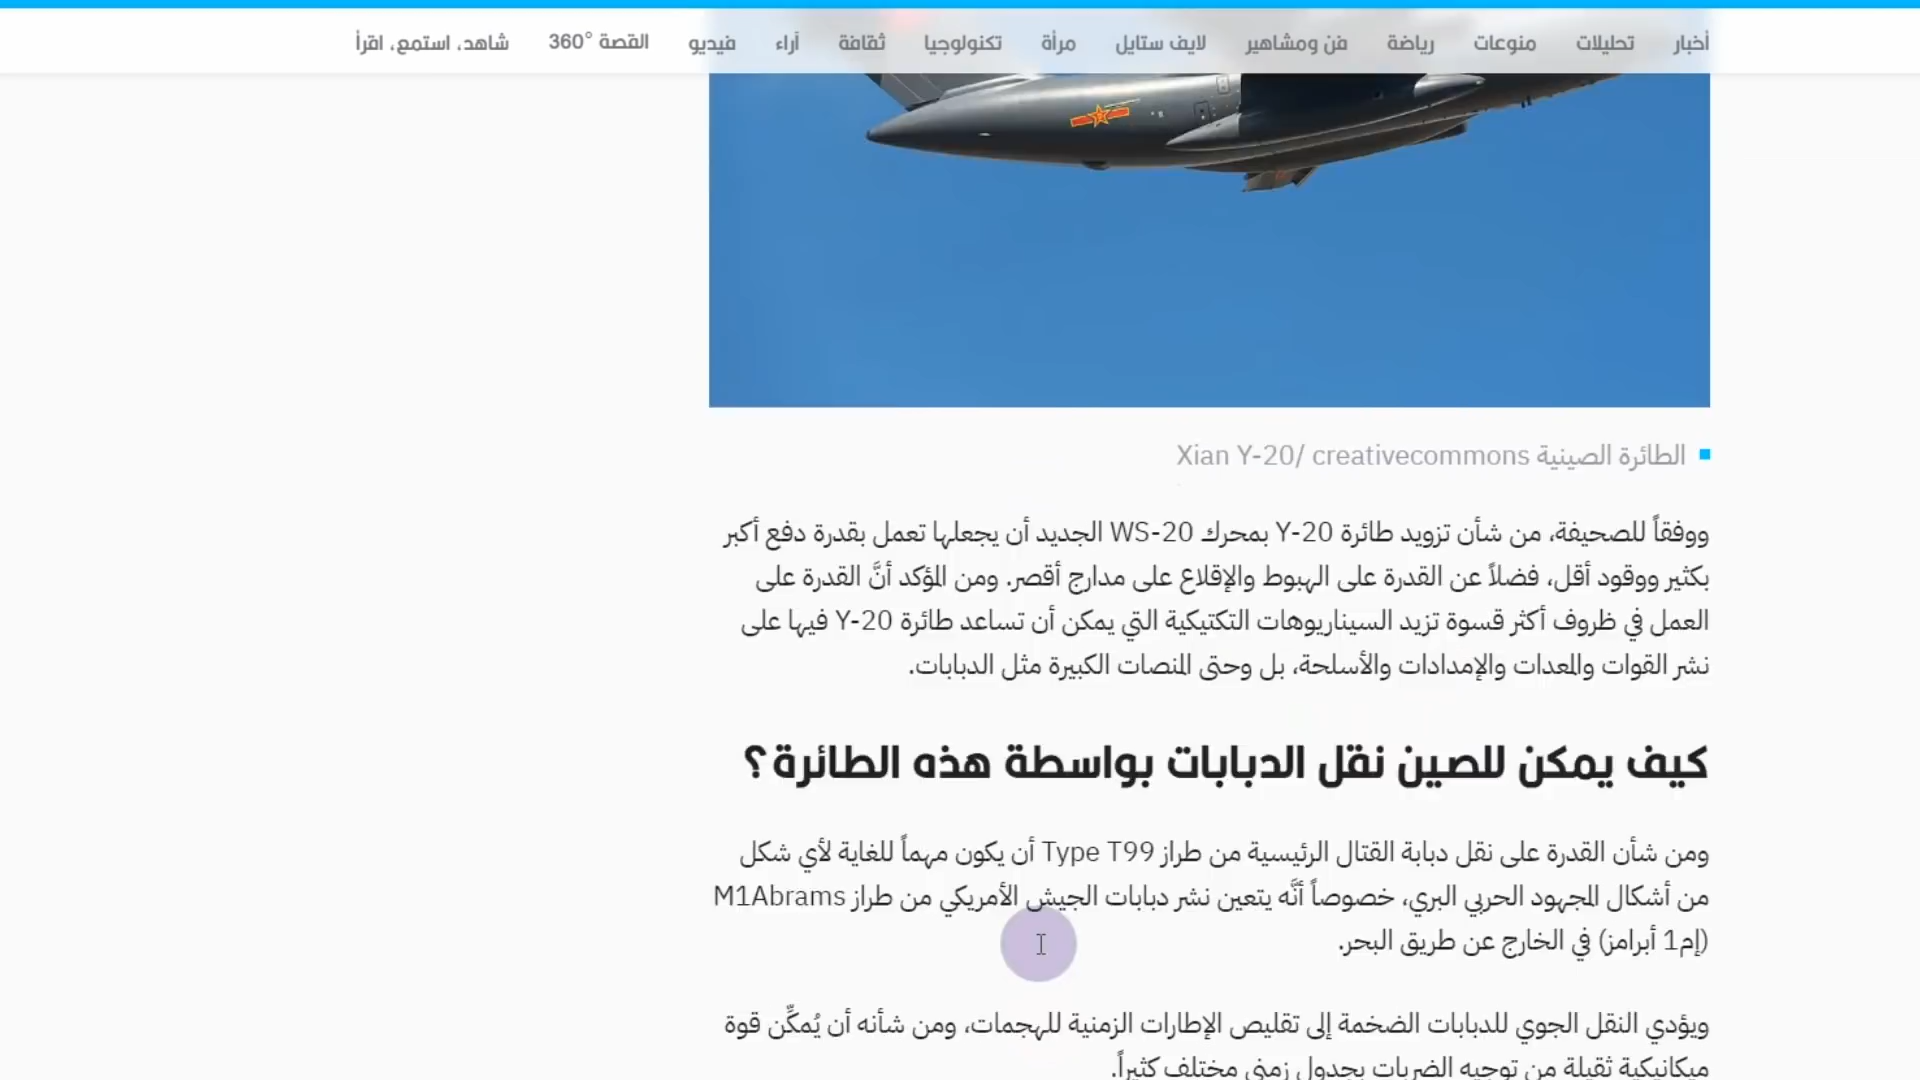 أخبار تحليلات منوعات رياضة فن ومشاهير لايف ستايل مرأة تكنولوجيا ثقافة آراء فيديو القصة °360 شاهد، استمع، اقرأ
الطائرة الصينية Xian Y-20/ creativecommons
ووفقاً للصحيفة، من شأن تزويد طائرة Y-20 بمحرك WS-20 الجديد أن يجعلها تعمل بقدرة دفع أكبر
بكثير ووقود أقل، فضلاً عن القدرة على الهبوط والإقلاع على مدارج أقصر. ومن المؤكد أنَّ القدرة على
العمل في ظروف أكثر قسوة تزيد السيناريوهات التكتيكية التي يمكن أن تساعد طائرة Y-20 فيها على
نشر القوات والمعدات والإمدادات والأسلحة، بل وحتى المنصات الكبيرة مثل الدبابات.
كيف يمكن للصين نقل الدبابات بواسطة هذه الطائرة؟
ومن شأن القدرة على نقل دبابة القتال الرئيسية من طراز Type T99 أن يكون مهماً للغاية لأي شكل
من أشكال المجهود الحربي البري، خصوصاً أنَّه يتعين نشر دبابات الجيش الأمريكي من طراز M1Abrams
(إم1 أبرامز) في الخارج عن طريق البحر.
ويؤدي النقل الجوي للدبابات الضخمة إلى تقليص الإطارات الزمنية للهجمات، ومن شأنه أن يُمكِّن قوة
ميكانيكية ثقيلة من توجيه الضربات بجدول زمني مختلف كثيراً.